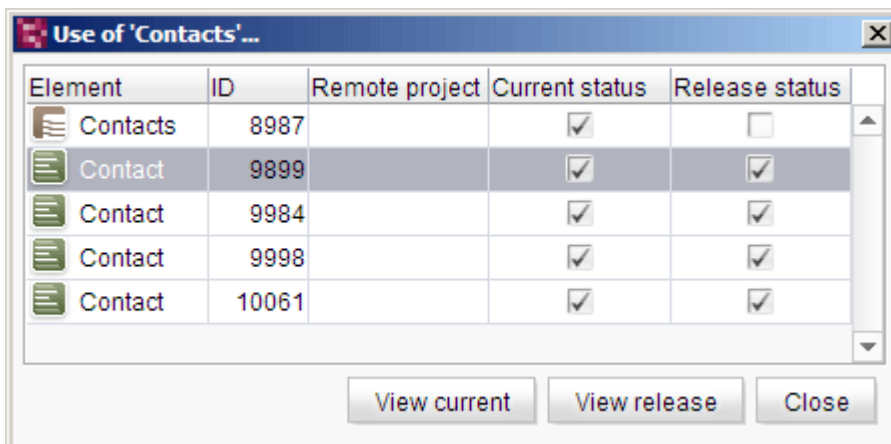 Use of 'Contacts'...
Element ID Remote project Current status Release status
Contacts 8987
Contact 9899
Contact 9984
Contact 9998
Contact 10061
View current View release Close